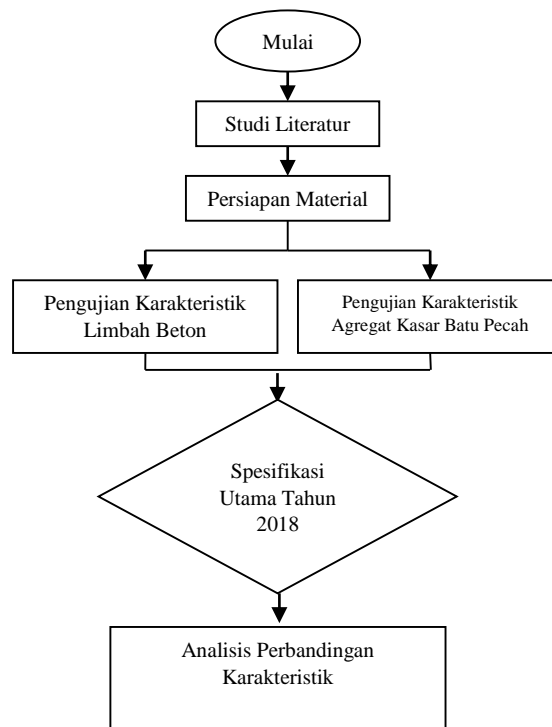 Mulai
Studi Literatur
Persiapan Material
Pengujian Karakteristik
Limbah Beton
Pengujian Karakteristik
Agregat Kasar Batu Pecah
Spesifikasi
Utama Tahun
2018
Analisis Perbandingan
Karakteristik